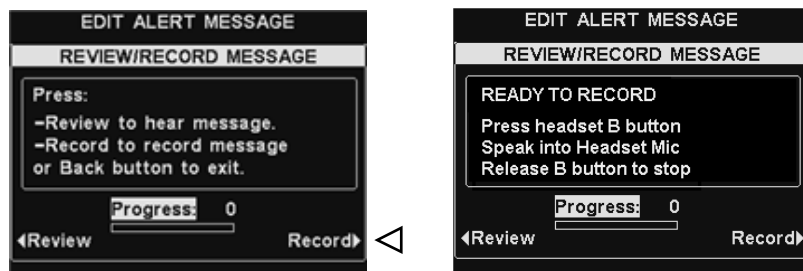 EDIT ALERT MESSAGE
REVIEW/RECORD MESSAGE
Press:
–Review to hear message.
–Record to record message
or Back button to exit.
Progress: 0
Review Record
EDIT ALERT MESSAGE
REVIEW/RECORD MESSAGE
READY TO RECORD
Press headset B button
Speak into Headset Mic
Release B button to stop
Progress: 0
Review Record